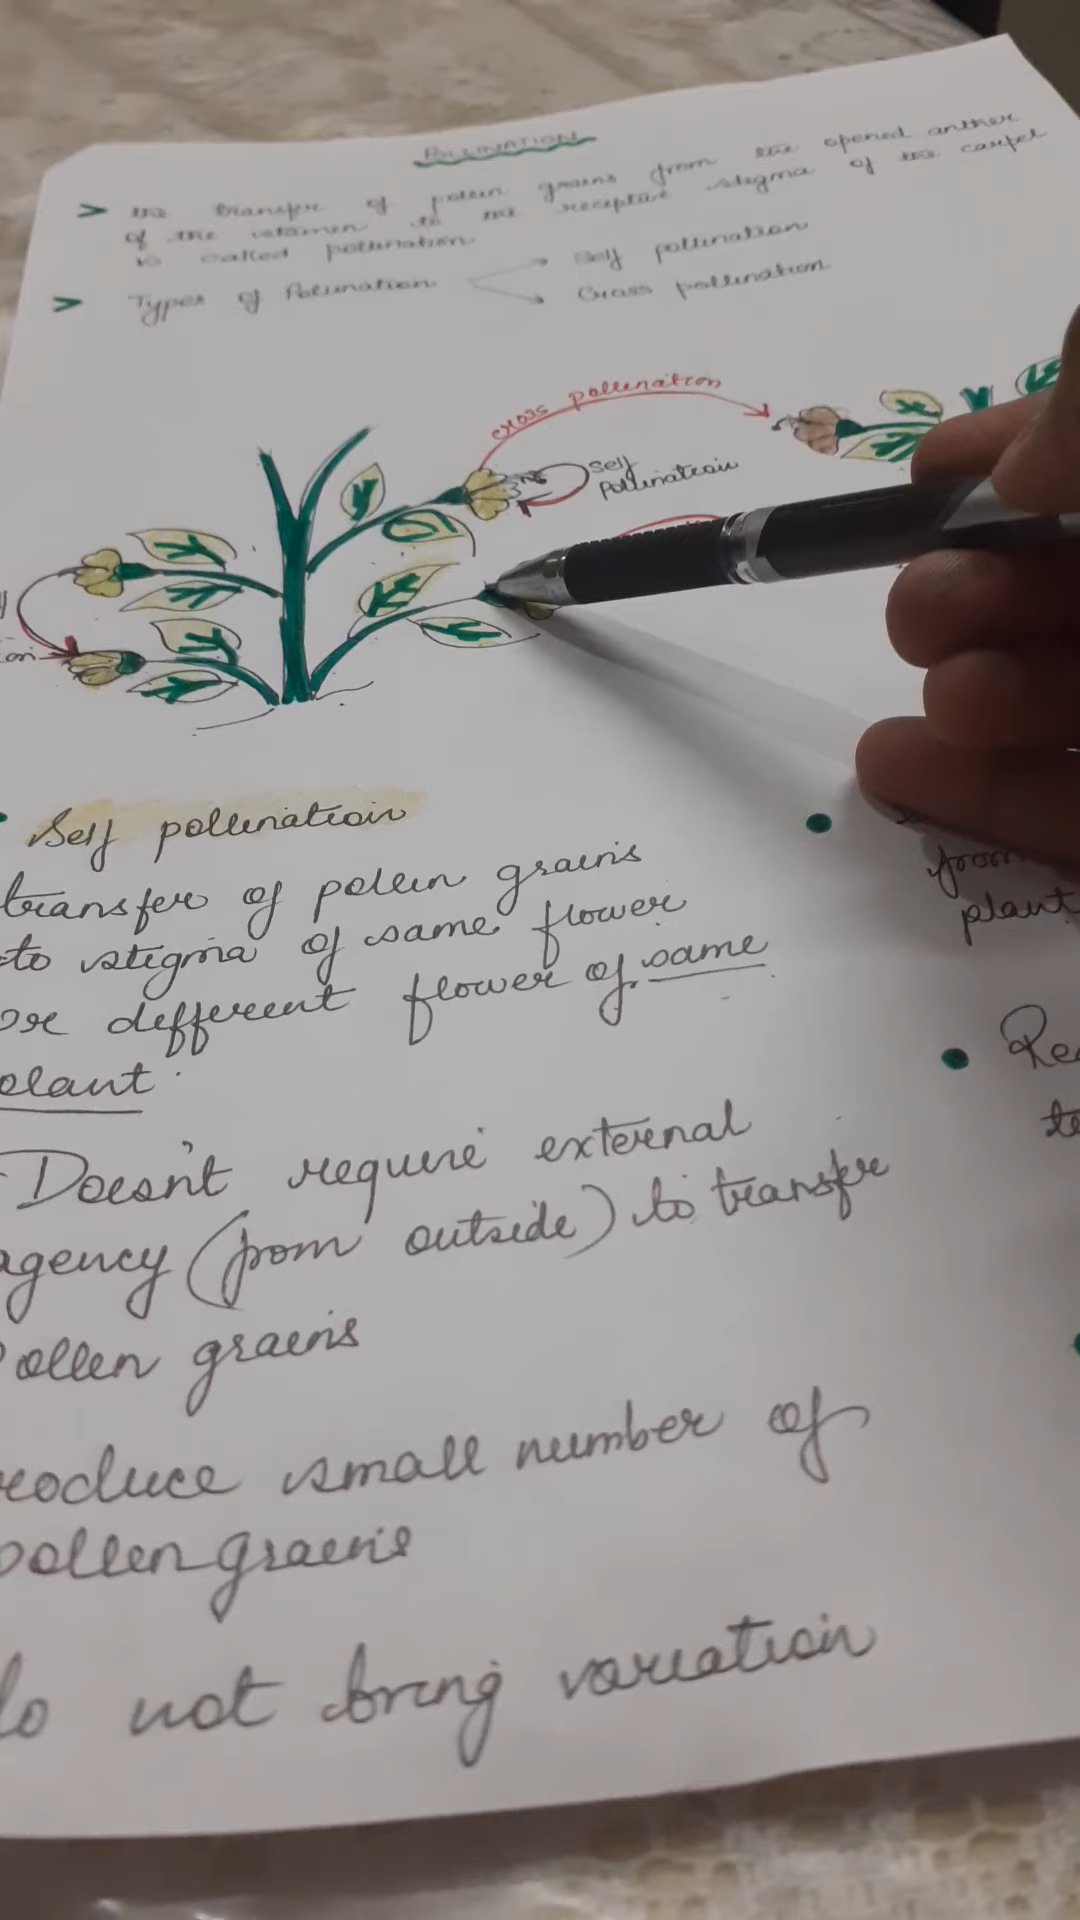 POLLINATION
> the transfer of pollein grains from the opened anther
of the stamen to the receptive stigma of the carpel
is called pollination
> Types of Pollination → Self pollination
→ Cross pollination
cross pollination
Self
Pollination
Self pollination
transfer of pollein grains
to stigma of same flower
or different flower of same
plant.
Doesn't require external
agency (from outside) to transfer
Pollen grains
produce small number of
pollen grains
do not bring variation
from
plant